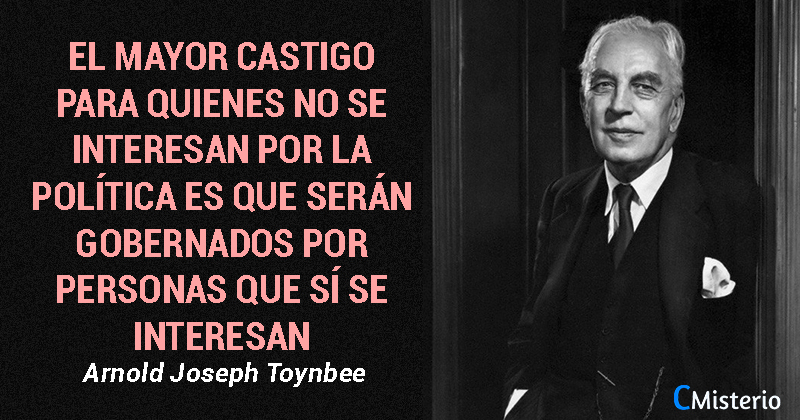 EL MAYOR CASTIGO
PARA QUIENES NO SE
INTERESAN POR LA
POLÍTICA ES QUE SERÁN
GOBERNADOS POR
PERSONAS QUE SÍ SE
INTERESAN
Arnold Joseph Toynbee
CMisterio